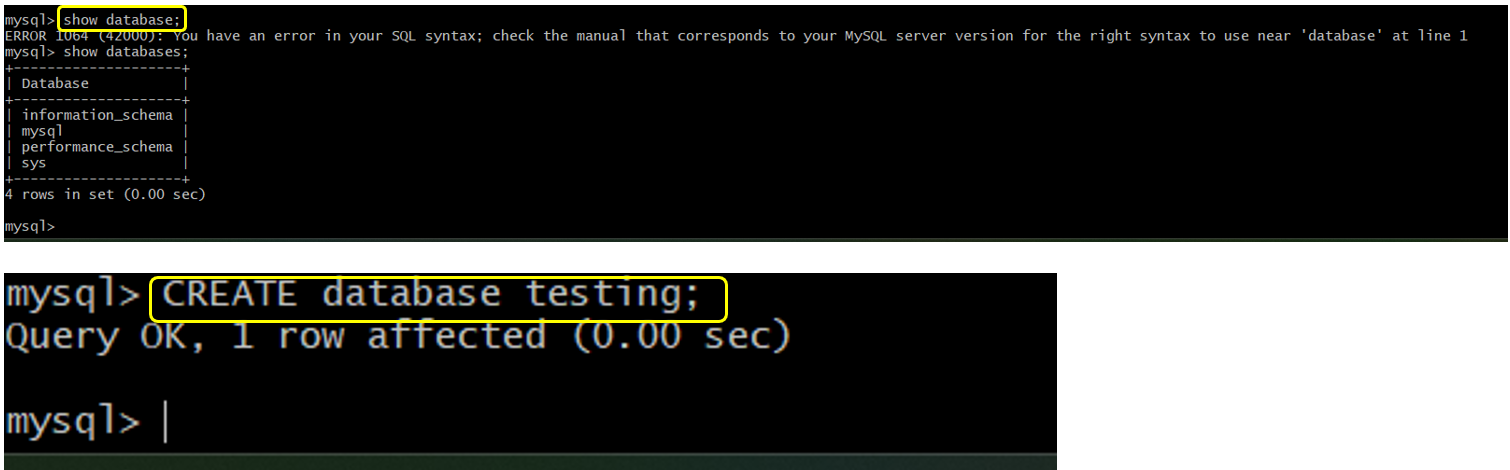 mysql> show database;
ERROR 1064 (42000): You have an error in your SQL syntax; check the manual that corresponds to your MySQL server version for the right syntax to use near 'database' at line 1
mysql> show databases;
+--------------------+
| Database           |
+--------------------+
| information_schema |
| mysql              |
| performance_schema |
| sys                |
+--------------------+
4 rows in set (0.00 sec)
mysql>
mysql> CREATE database testing;
Query OK, 1 row affected (0.00 sec)
mysql>